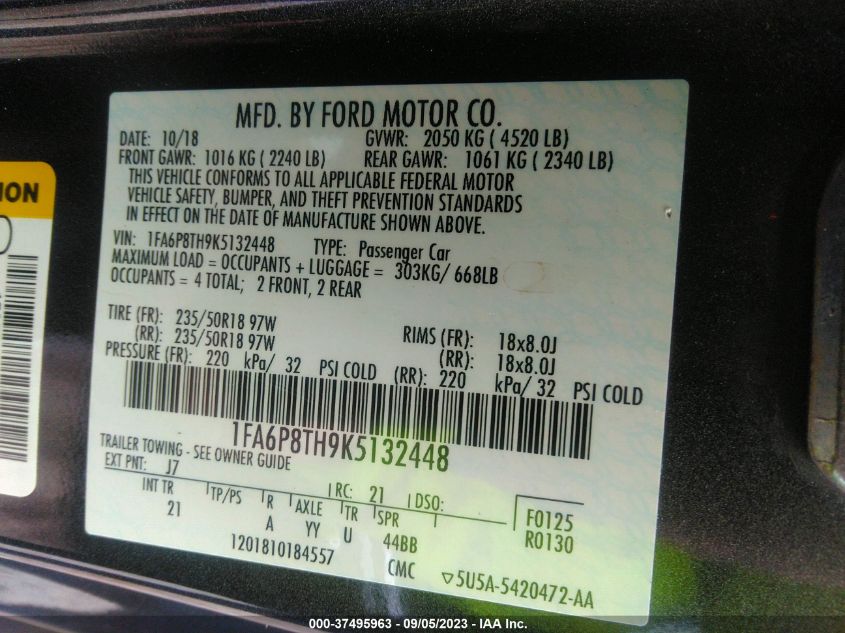 MFD. BY FORD MOTOR CO.
DATE: 10/18 GVWR: 2050 KG ( 4520 LB)
FRONT GAWR: 1016 KG ( 2240 LB) REAR GAWR: 1061 KG ( 2340 LB)
THIS VEHICLE CONFORMS TO ALL APPLICABLE FEDERAL MOTOR
VEHICLE SAFETY, BUMPER, AND THEFT PREVENTION STANDARDS
IN EFFECT ON THE DATE OF MANUFACTURE SHOWN ABOVE.
VIN: 1FA6P8TH9K5132448 TYPE: Passenger Car
MAXIMUM LOAD = OCCUPANTS + LUGGAGE = 303KG/ 668LB
OCCUPANTS = 4 TOTAL; 2 FRONT, 2 REAR
TIRE (FR): 235/50R18 97W RIMS (FR): 18x8.0J
(RR): 235/50R18 97W (RR): 18x8.0J
PRESSURE (FR): 220 kPa/ 32 PSI COLD (RR): 220 kPa/ 32 PSI COLD
1FA6P8TH9K5132448
TRAILER TOWING - SEE OWNER GUIDE
EXT PNT: J7 RC: 21 DSO: F0125
INT TR TP/PS R AXLE TR SPR R0130
21 A YY U 44BB
1201810184557 CMC ▽5U5A-5420472-AA
ION
000-37495963 - 09/05/2023 - IAA Inc.